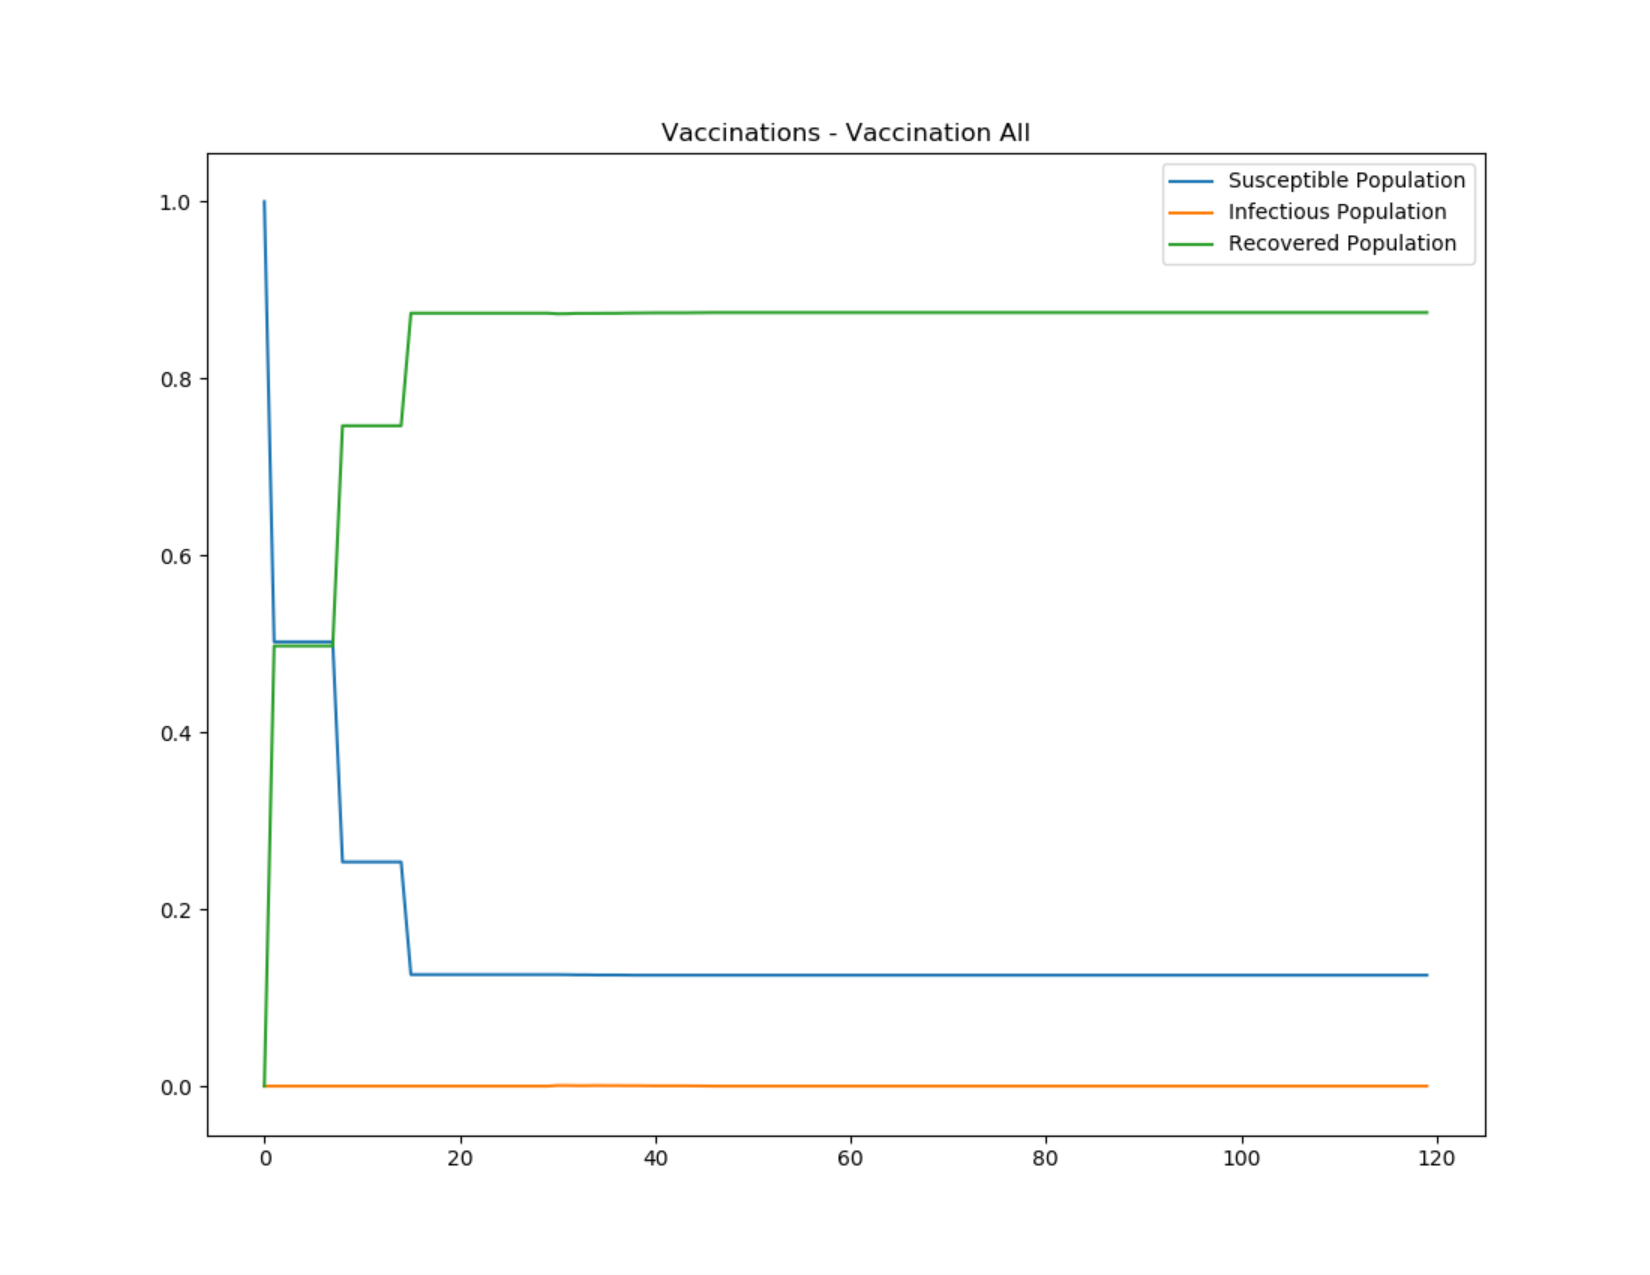 Vaccinations - Vaccination All
Susceptible Population
Infectious Population
Recovered Population
1.0
0.8
0.6
0.4
0.2
0.0
0 20 40 60 80 100 120